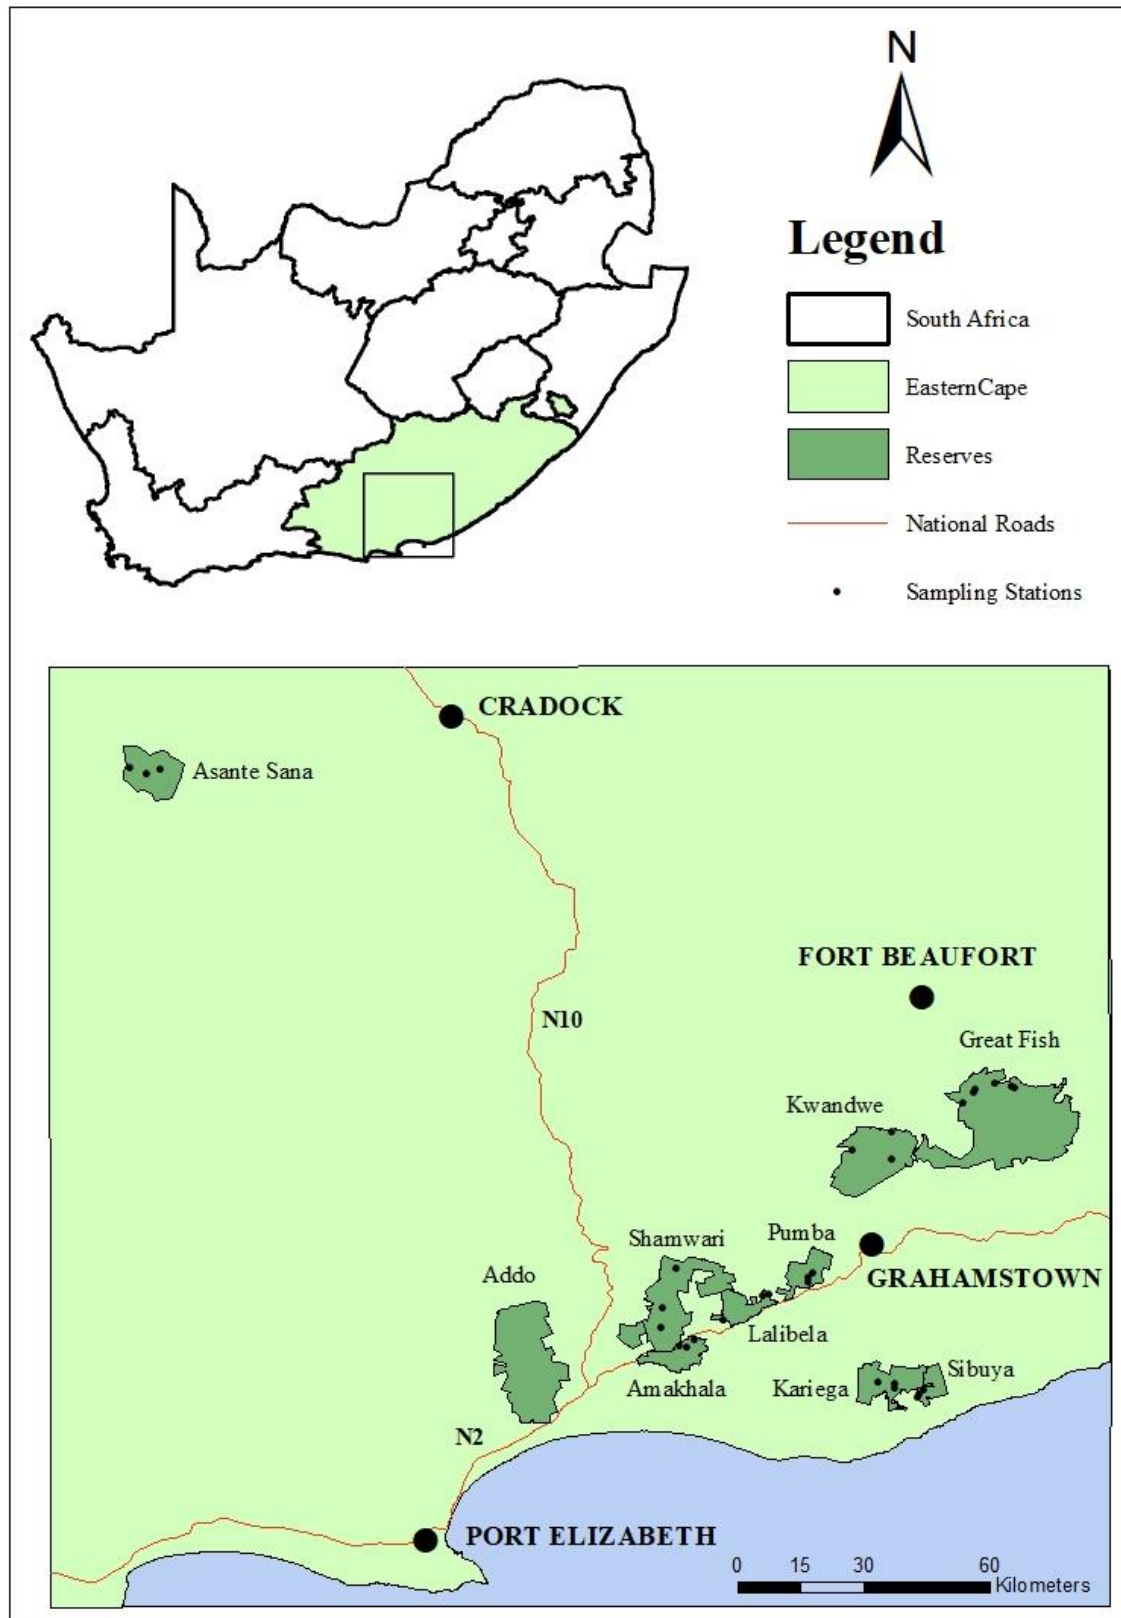 N
Legend
South Africa
EasternCape
Reserves
National Roads
Sampling Stations
CRADOCK
Asante Sana
FORT BEAUFORT
N10
Great Fish
Kwandwe
Shamwari
Pumba
Addo
GRAHAMSTOWN
Lalibela
Amakhala
Kariega
Sibuya
N2
PORT ELIZABETH
0 15 30 60
Kilometers